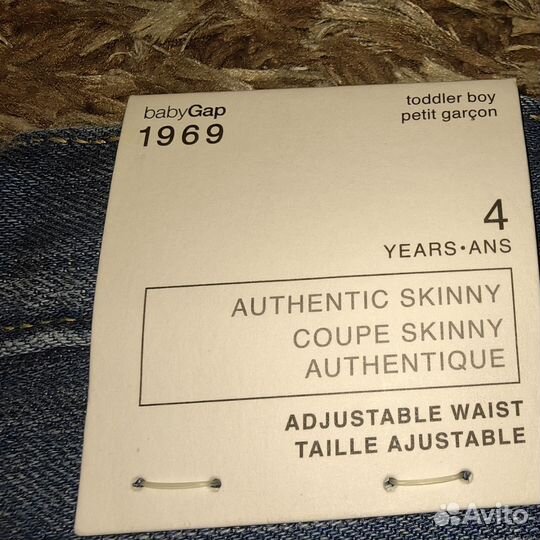 babyGap
1969
toddler boy
petit garçon
4
YEARS•ANS
AUTHENTIC SKINNY
COUPE SKINNY
AUTHENTIQUE
ADJUSTABLE WAIST
TAILLE AJUSTABLE
Avito